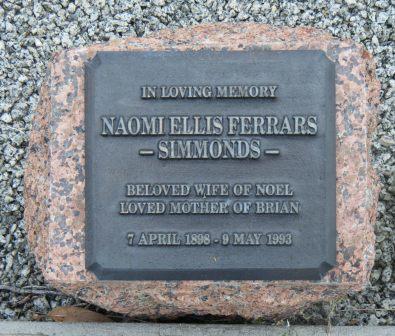 IN LOVING MEMORY
NAOMI ELLIS FERRARS
– SIMMONDS –
BELOVED WIFE OF NOEL
LOVED MOTHER OF BRIAN
7 APRIL 1898 - 9 MAY 1993